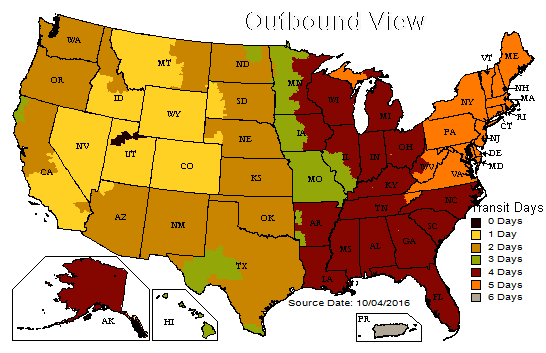 Outbound View
WA
MT
ND
MN
ME
VT
OR
ID
SD
WI
MI
NY
NH
MA
RI
CT
WY
IA
PA
NJ
NV
UT
NE
IL
IN
OH
DE
MD
CA
CO
KS
MO
WV
VA
KY
NC
TN
AZ
NM
OK
AR
SC
MS
AL
GA
TX
LA
FL
AK
HI
PR
Transit Days
0 Days
1 Day
2 Days
3 Days
4 Days
5 Days
6 Days
Source Date: 10/04/2016